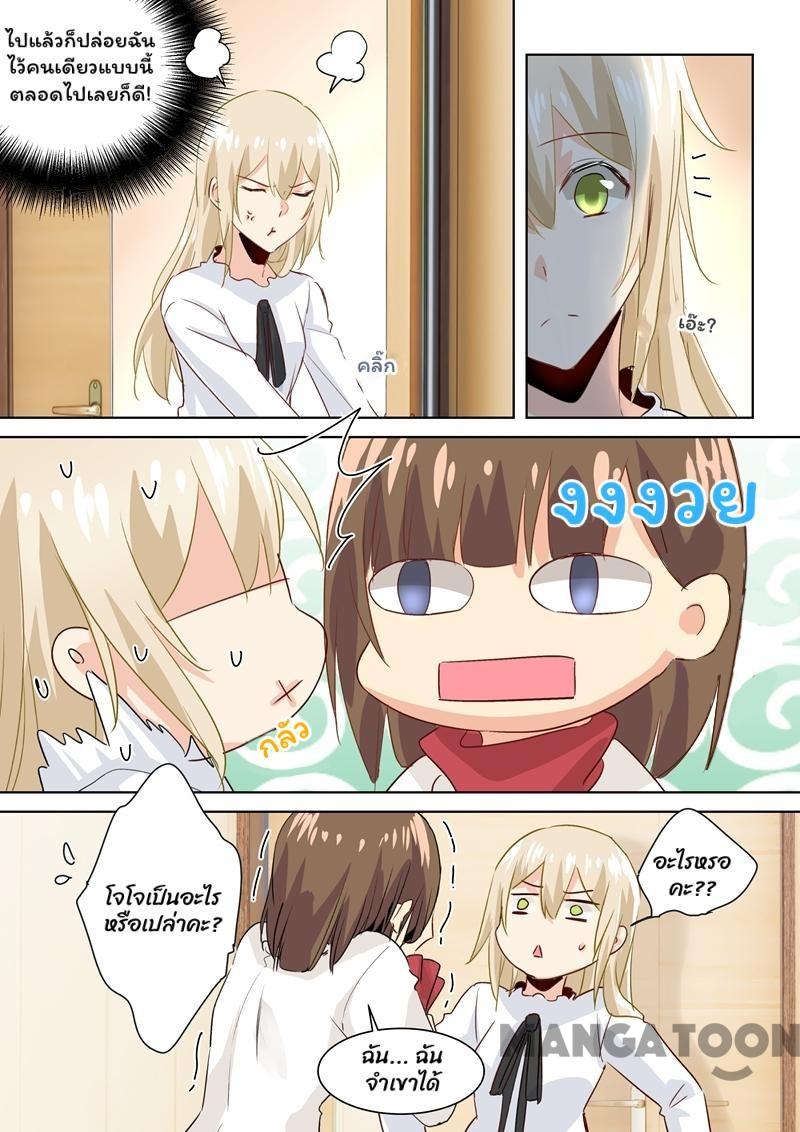 ไปแล้วก็ปล่อยฉัน
ไว้คนเดียวแบบนี้
ตลอดไปเลยก็ดี!
คลิ๊ก
เอ๊ะ?
งงงงวย
กลัว
อะไรหรอ
คะ??
โจโจเป็นอะไร
หรือเปล่าคะ?
ฉัน... ฉัน
จำเขาได้
MANGATOON